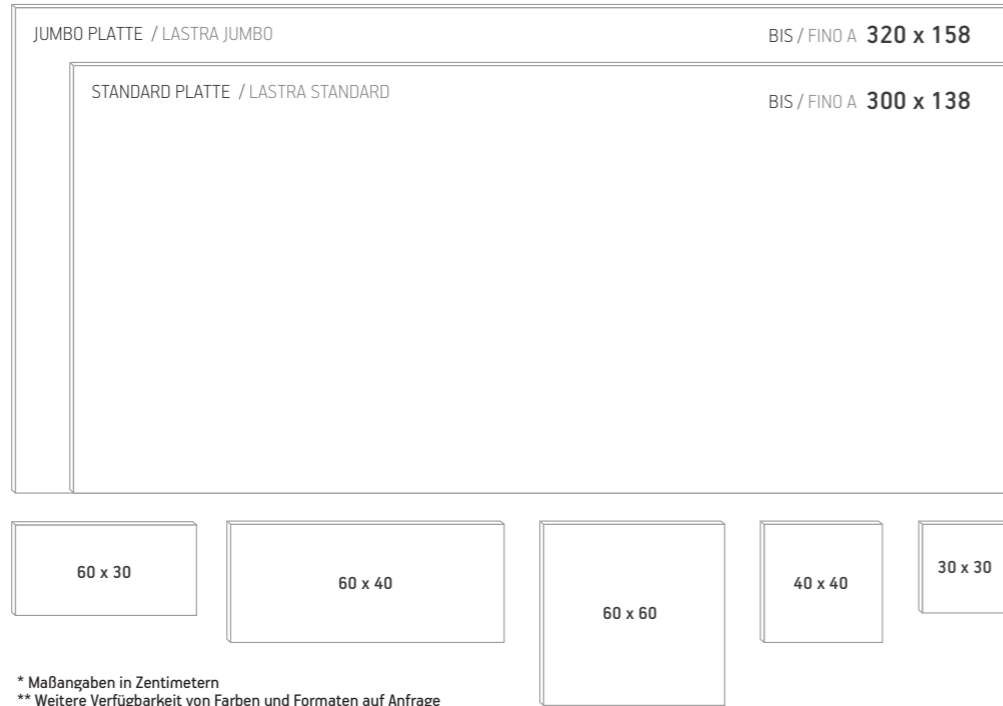 JUMBO PLATTE / LASTRA JUMBO BIS / FINO A 320 x 158
STANDARD PLATTE / LASTRA STANDARD BIS / FINO A 300 x 138
60 x 30
60 x 40
60 x 60
40 x 40
30 x 30
* Maßangaben in Zentimetern
** Weitere Verfügbarkeit von Farben und Formaten auf Anfrage